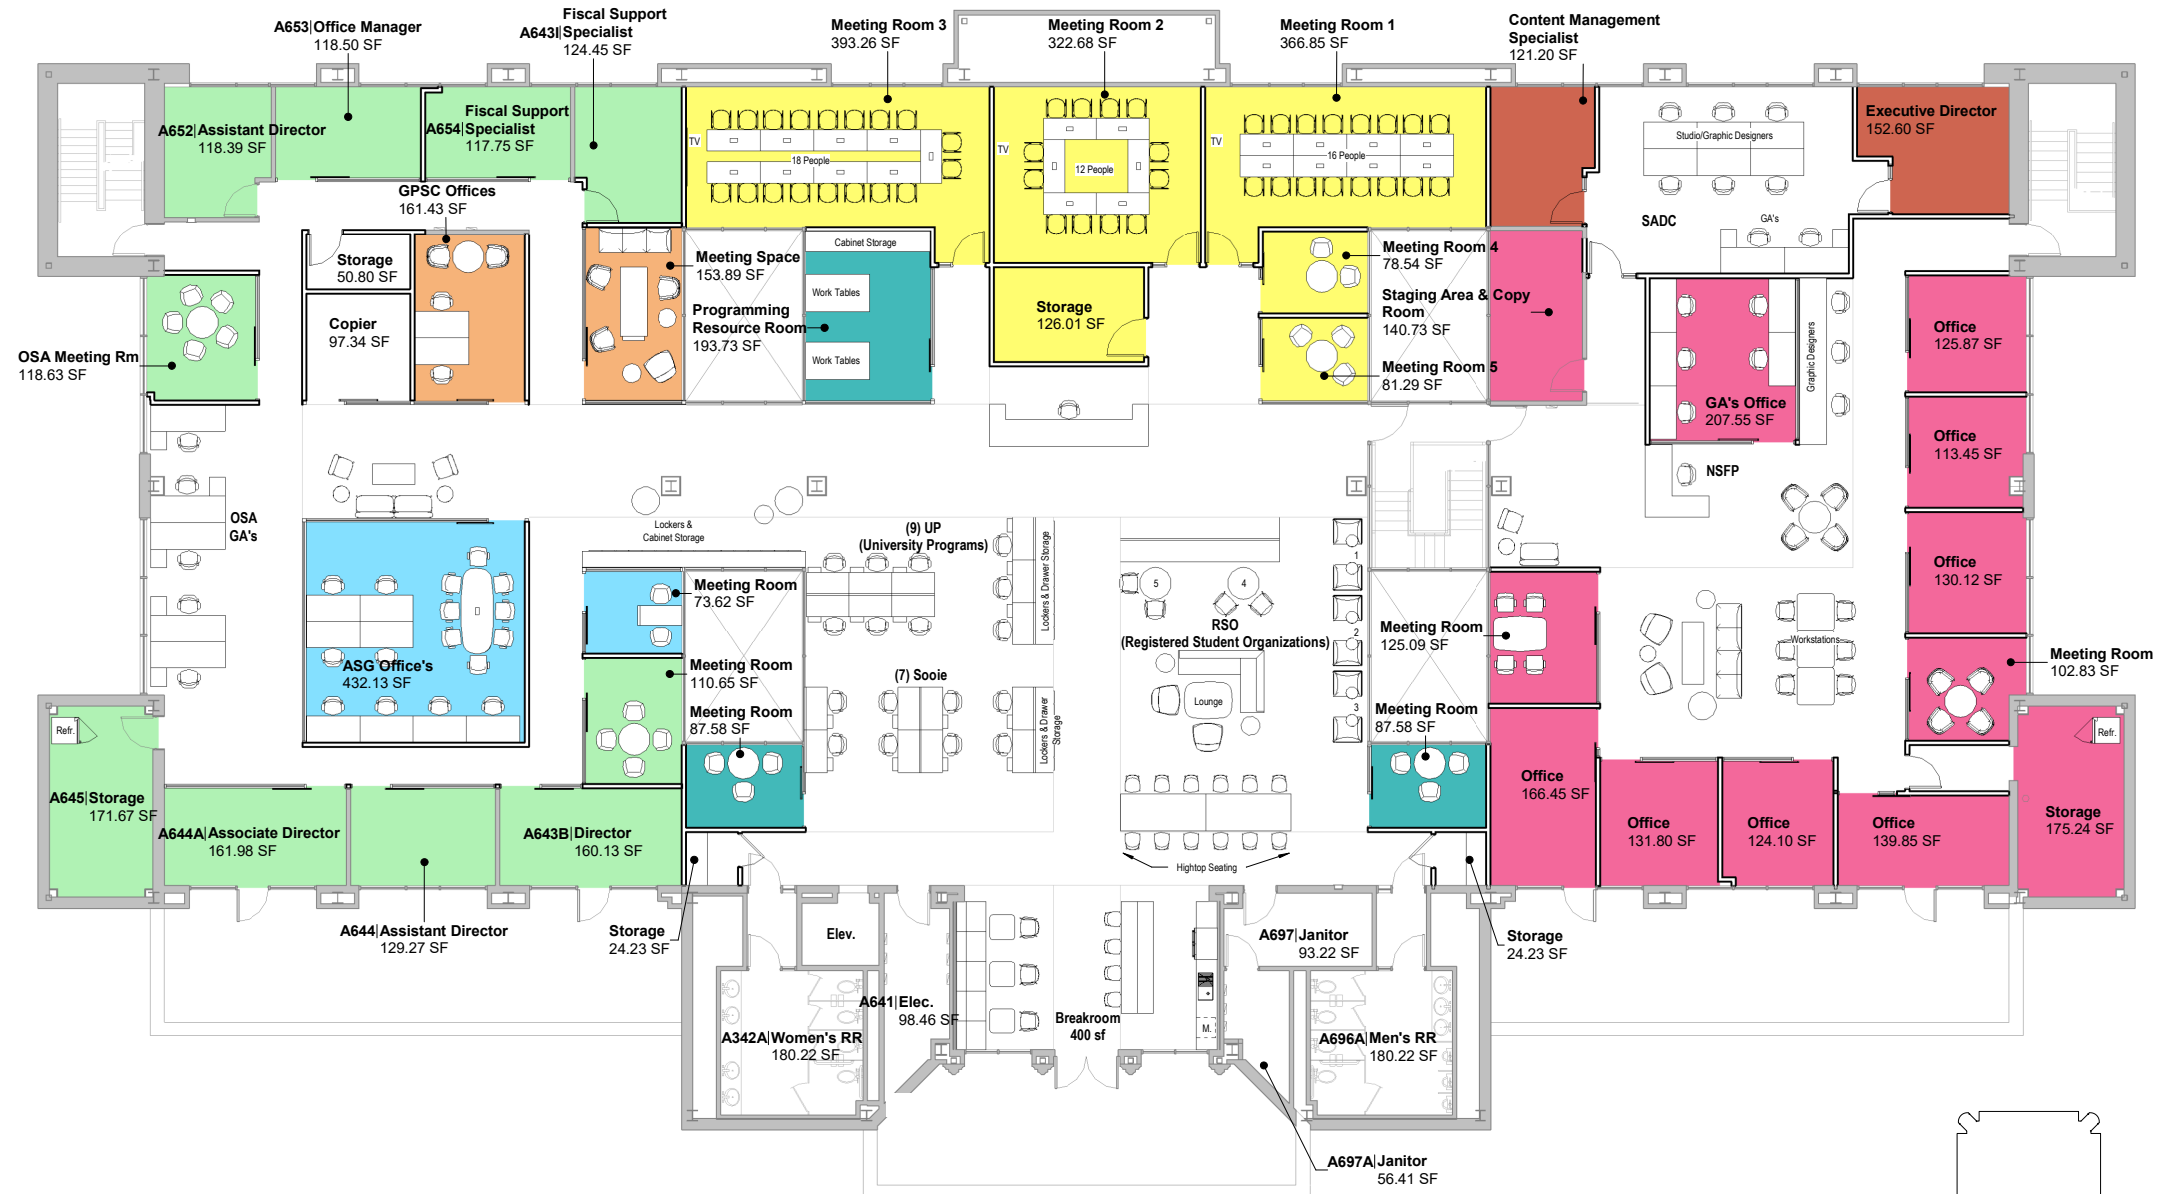 A653|Office Manager
118.50 SF
Fiscal Support
A643I|Specialist
124.45 SF
Meeting Room 3
393.26 SF
Meeting Room 2
322.68 SF
Meeting Room 1
366.85 SF
Content Management
Specialist
121.20 SF
A652|Assistant Director
118.39 SF
Fiscal Support
A654|Specialist
117.75 SF
TV
18 People
TV
12 People
TV
16 People
Studio/Graphic Designers
Executive Director
152.60 SF
GPSC Offices
161.43 SF
SADC
GA's
Storage
50.80 SF
Meeting Space
153.89 SF
Cabinet Storage
Work Tables
Meeting Room 4
78.54 SF
Copier
97.34 SF
Programming
Resource Room
193.73 SF
Work Tables
Storage
126.01 SF
Staging Area & Copy
Room
140.73 SF
Meeting Room 5
81.29 SF
OSA Meeting Rm
118.63 SF
Graphic Designers
GA's Office
207.55 SF
Office
125.87 SF
Office
113.45 SF
NSFP
OSA
GA's
Lockers &
Cabinet Storage
(9) UP
(University Programs)
Lockers & Drawer Storage
1
5
4
2
3
RSO
(Registered Student Organizations)
Office
130.12 SF
Meeting Room
73.62 SF
Meeting Room
125.09 SF
Workstations
Meeting Room
102.83 SF
ASG Office's
432.13 SF
Meeting Room
110.65 SF
(7) Sooie
Lockers & Drawer
Storage
Lounge
Meeting Room
87.58 SF
Meeting Room
87.58 SF
Refr.
Refr.
A645|Storage
171.67 SF
A644A|Associate Director
161.98 SF
A643B|Director
160.13 SF
Office
166.45 SF
Office
131.80 SF
Office
124.10 SF
Office
139.85 SF
Storage
175.24 SF
Hightop Seating
A644|Assistant Director
129.27 SF
Storage
24.23 SF
Elev.
A697|Janitor
93.22 SF
Storage
24.23 SF
A641|Elec.
98.46 SF
Breakroom
400 sf
M.
A342A|Women's RR
180.22 SF
A696A|Men's RR
180.22 SF
A697A|Janitor
56.41 SF